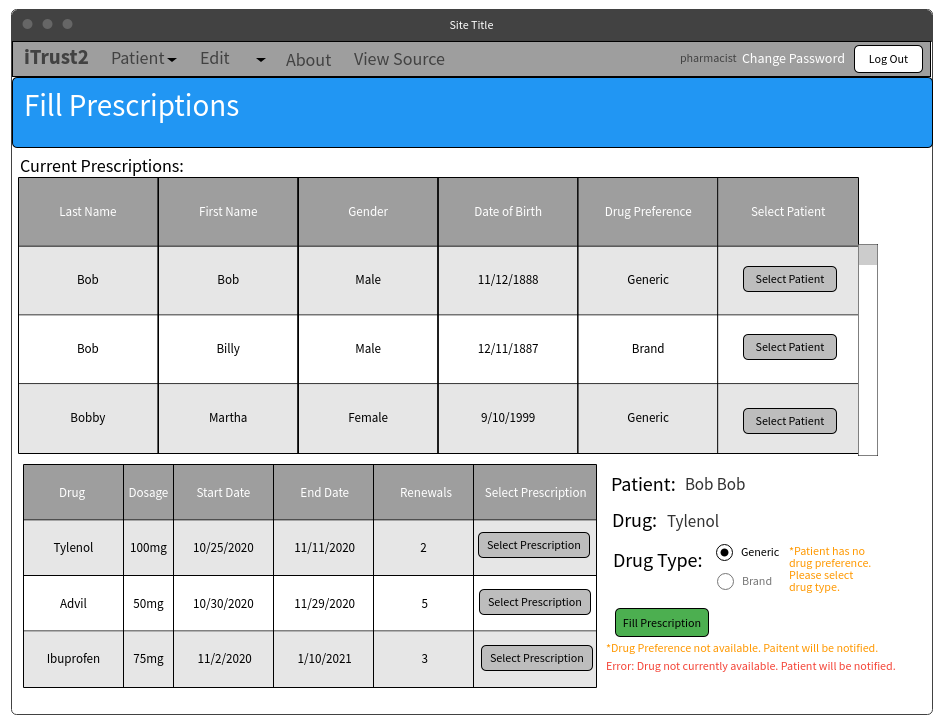 Site Title
iTrust2 Patient Edit About View Source pharmacist Change Password Log Out
Fill Prescriptions
Current Prescriptions:
Last Name First Name Gender Date of Birth Drug Preference Select Patient
Bob Bob Male 11/12/1888 Generic Select Patient
Bob Billy Male 12/11/1887 Brand Select Patient
Bobby Martha Female 9/10/1999 Generic Select Patient
Drug Dosage Start Date End Date Renewals Select Prescription
Tylenol 100mg 10/25/2020 11/11/2020 2 Select Prescription
Advil 50mg 10/30/2020 11/29/2020 5 Select Prescription
Ibuprofen 75mg 11/2/2020 1/10/2021 3 Select Prescription
Patient: Bob Bob
Drug: Tylenol
Drug Type: Generic
Brand
*Patient has no
drug preference.
Please select
drug type.
Fill Prescription
*Drug Preference not available. Paitent will be notified.
Error: Drug not currently available. Patient will be notified.